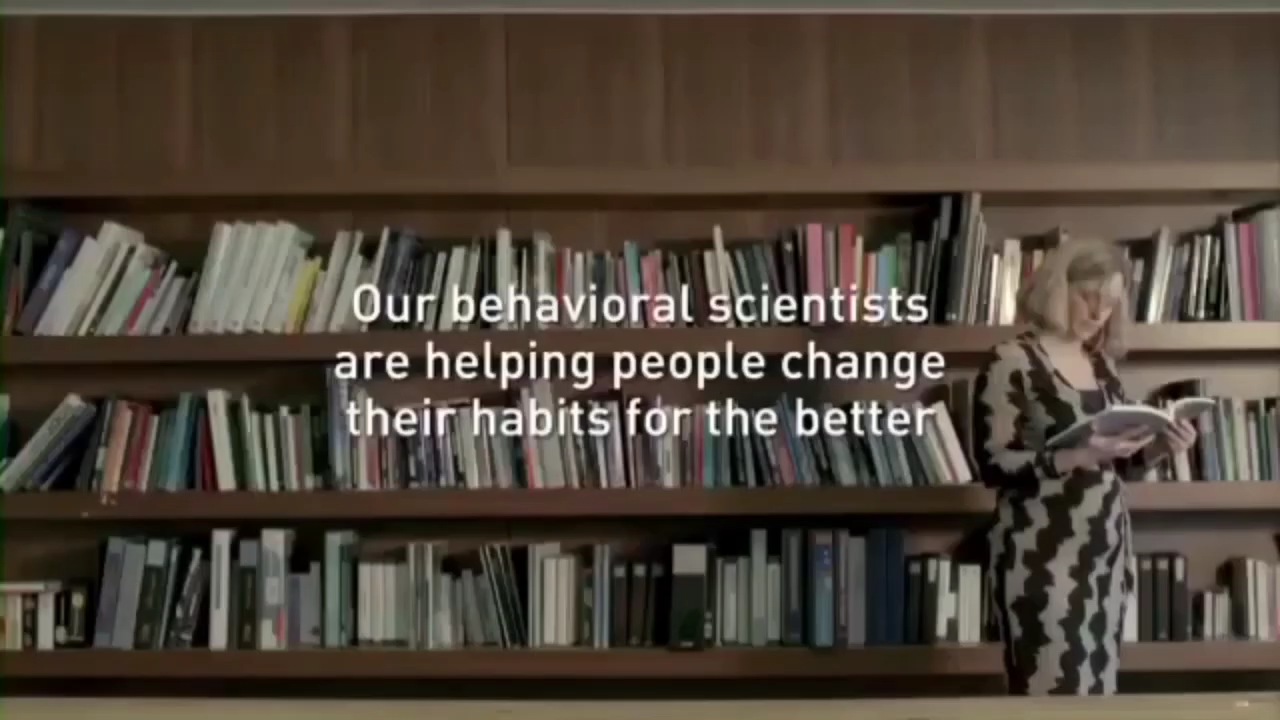 Our behavioral scientists
are helping people change
their habits for the better